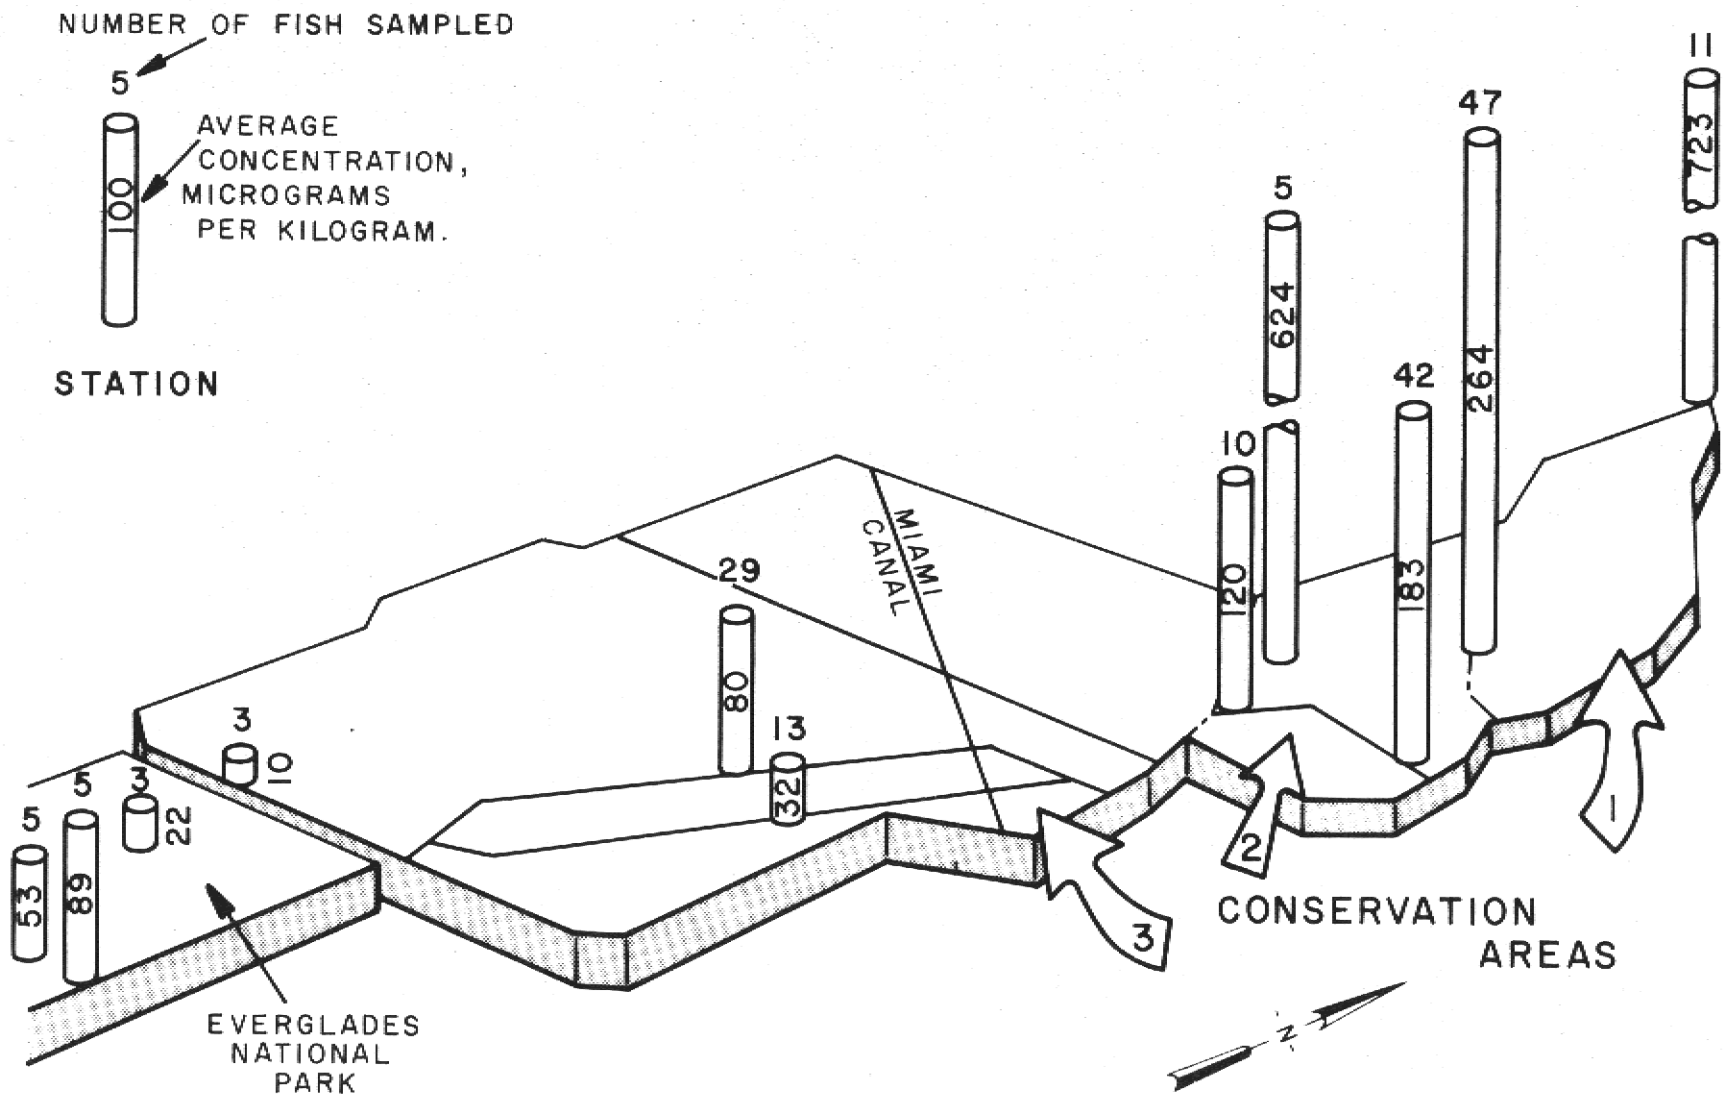 NUMBER OF FISH SAMPLED
5
AVERAGE
CONCENTRATION,
MICROGRAMS
PER KILOGRAM.
100
STATION
11
723
47
264
5
624
42
183
10
120
MIAMI
CANAL
29
80
13
32
3
10
3
22
5
89
5
53
1
2
3
CONSERVATION
AREAS
EVERGLADES
NATIONAL
PARK
N